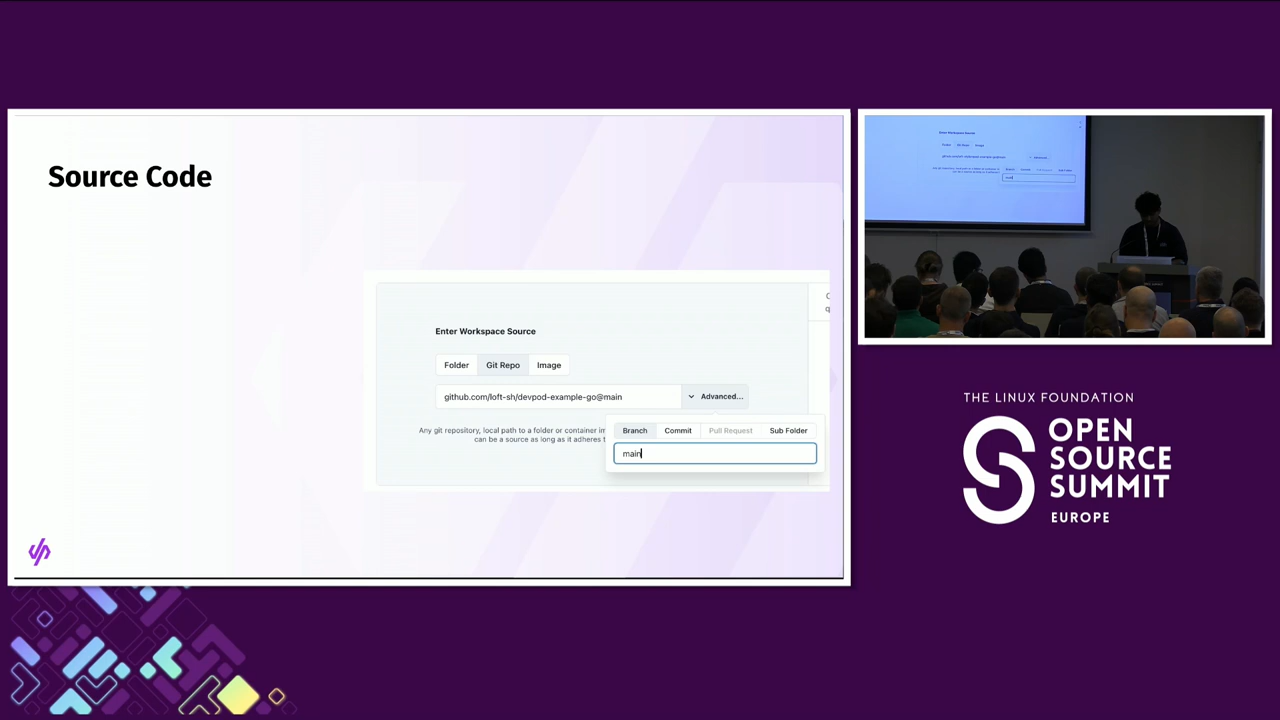 Source Code
Enter Workspace Source
Folder Git Repo Image
github.com/loft-sh/devpod-example-go@main
Advanced...
Any git repository, local path to a folder or container im
can be a source as long as it adheres t
Branch Commit Pull Request Sub Folder
main
THE LINUX FOUNDATION
OPEN
SOURCE
SUMMIT
EUROPE